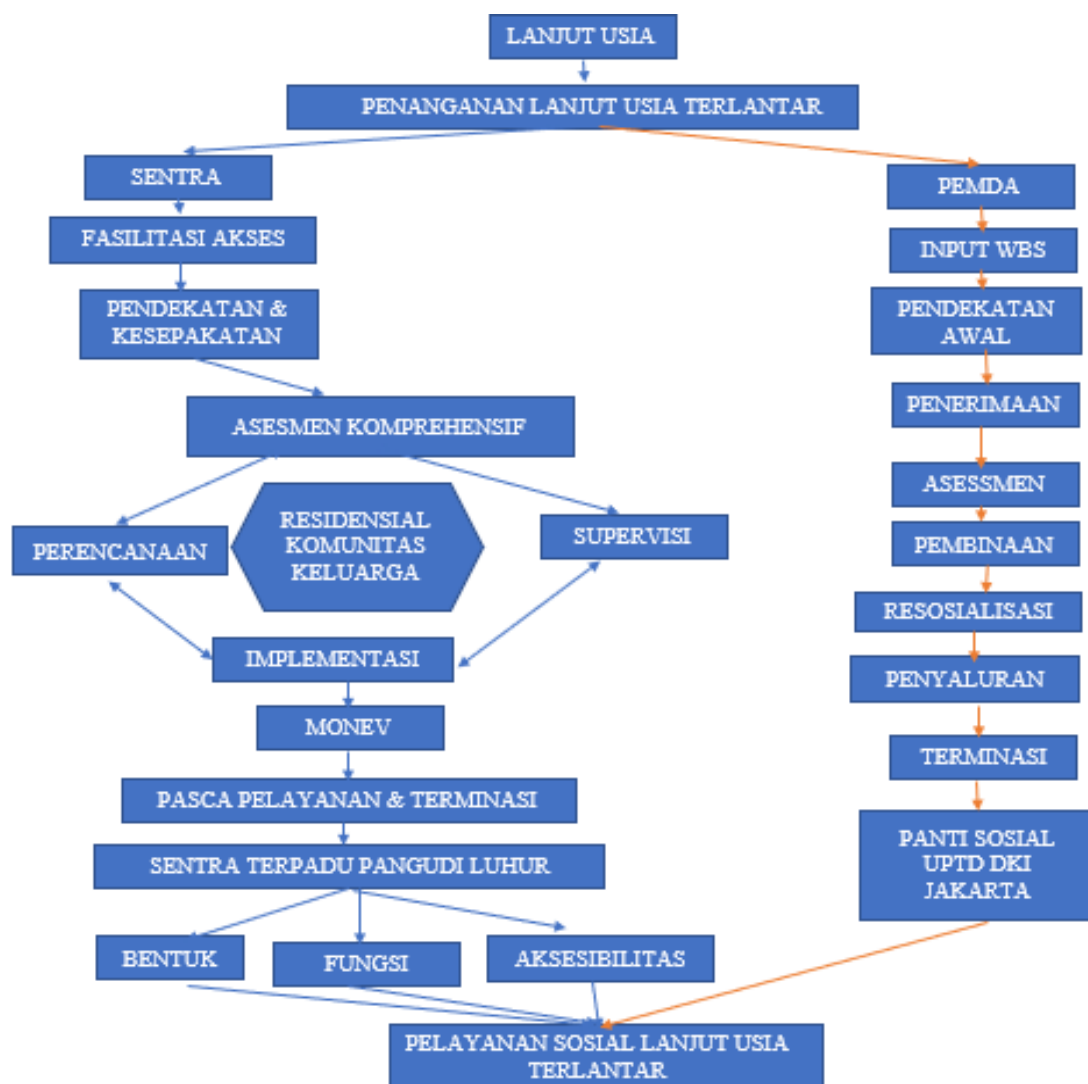 LANJUT USIA
PENANGANAN LANJUT USIA TERLANTAR
SENTRA
FASILITASI AKSES
PENDEKATAN &
KESEPAKATAN
ASESMEN KOMPREHENSIF
PERENCANAAN
RESIDENSIAL
KOMUNITAS
KELUARGA
SUPERVISI
IMPLEMENTASI
MONEV
PASCA PELAYANAN & TERMINASI
SENTRA TERPADU PANGUDI LUHUR
BENTUK
FUNGSI
AKSESIBILITAS
PEMDA
INPUT WBS
PENDEKATAN
AWAL
PENERIMAAN
ASESSMEN
PEMBINAAN
RESOSIALISASI
PENYALURAN
TERMINASI
PANTI SOSIAL
UPTD DKI
JAKARTA
PELAYANAN SOSIAL LANJUT USIA
TERLANTAR